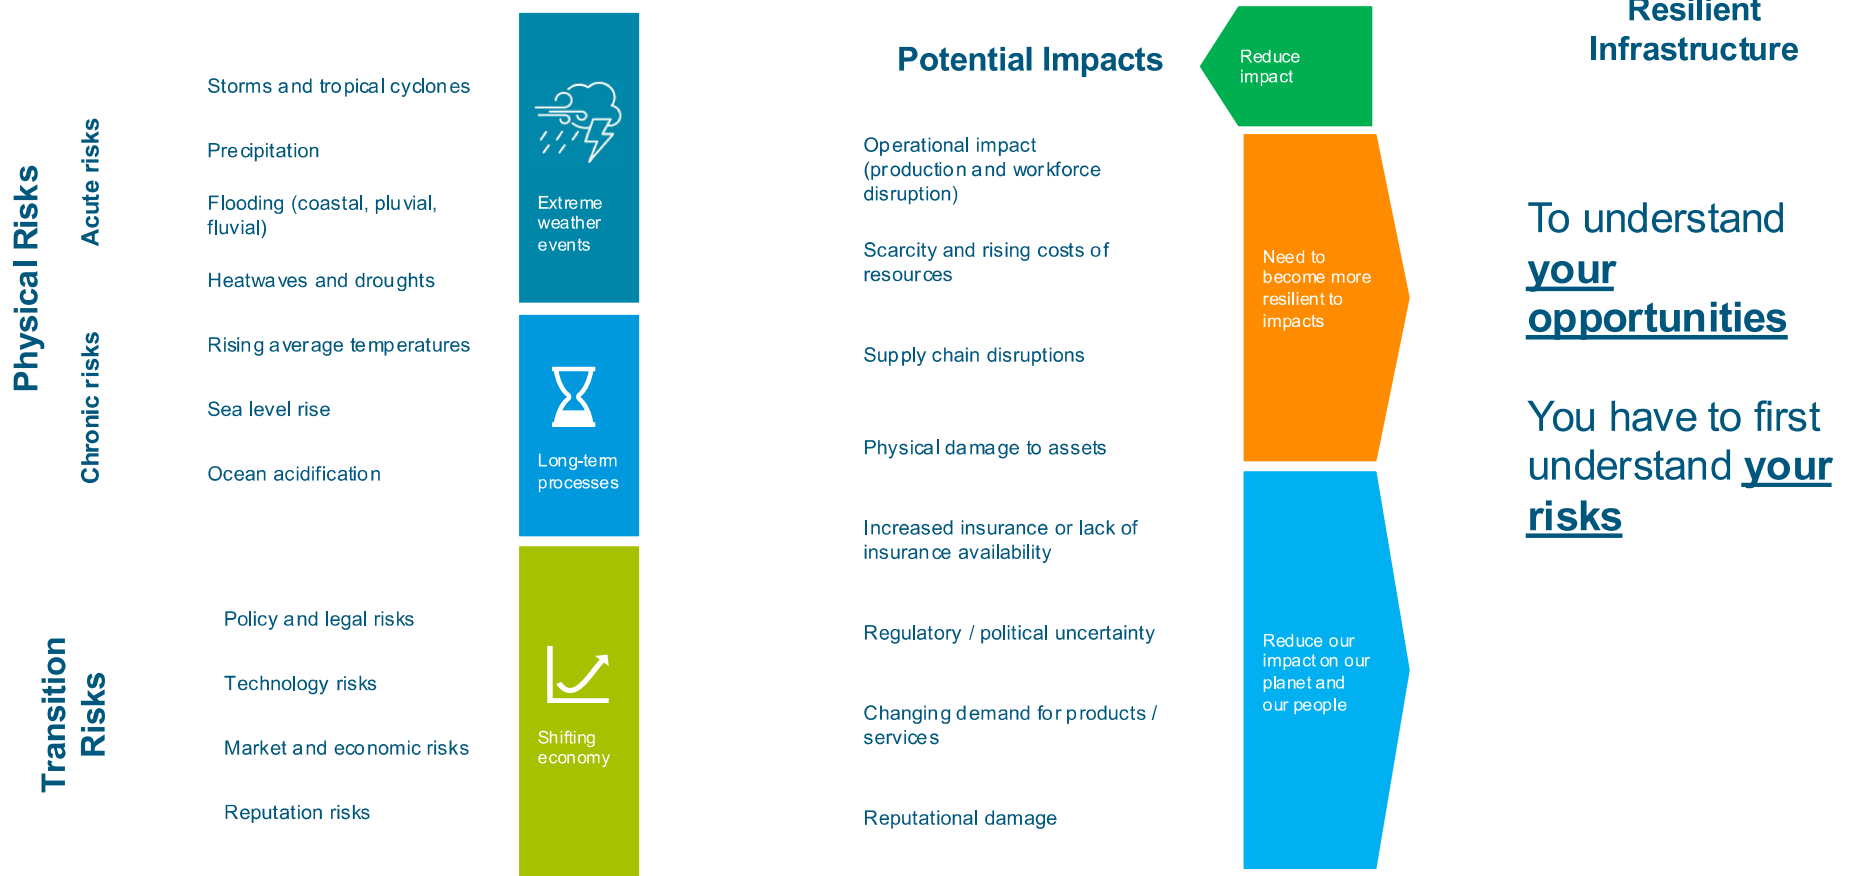 Physical Risks
Acute risks
Storms and tropical cyclones
Precipitation
Flooding (coastal, pluvial,
fluvial)
Heatwaves and droughts
Chronic risks
Rising average temperatures
Sea level rise
Ocean acidification
Transition
Risks
Policy and legal risks
Technology risks
Market and economic risks
Reputation risks
Extreme
weather
events
Long-term
processes
Shifting
economy
Potential Impacts
Operational impact
(production and workforce
disruption)
Scarcity and rising costs of
resources
Supply chain disruptions
Physical damage to assets
Increased insurance or lack of
insurance availability
Regulatory / political uncertainty
Changing demand for products /
services
Reputational damage
Reduce
impact
Need to
become more
resilient to
impacts
Reduce our
impact on our
planet and
our people
Resilient
Infrastructure
To understand
your
opportunities
You have to first
understand your
risks